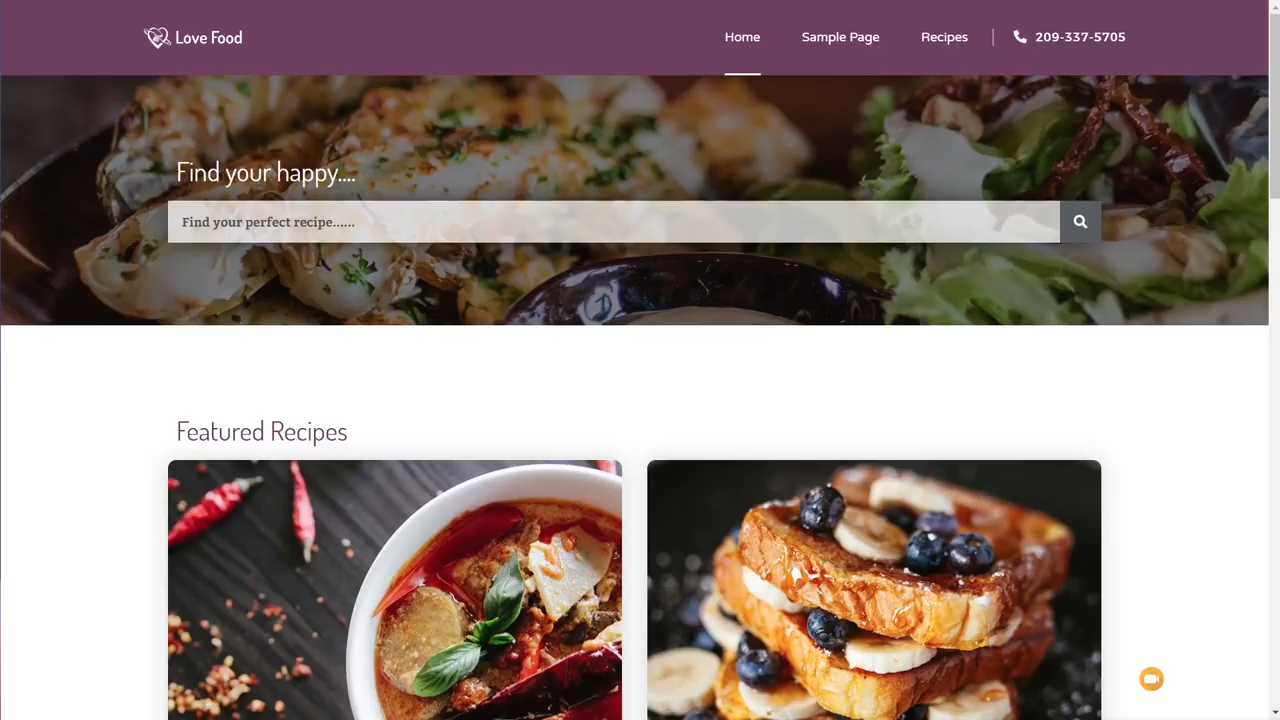 Love Food
Home
Sample Page
Recipes
209-337-5705
Find your happy....
Find your perfect recipe......
Featured Recipes